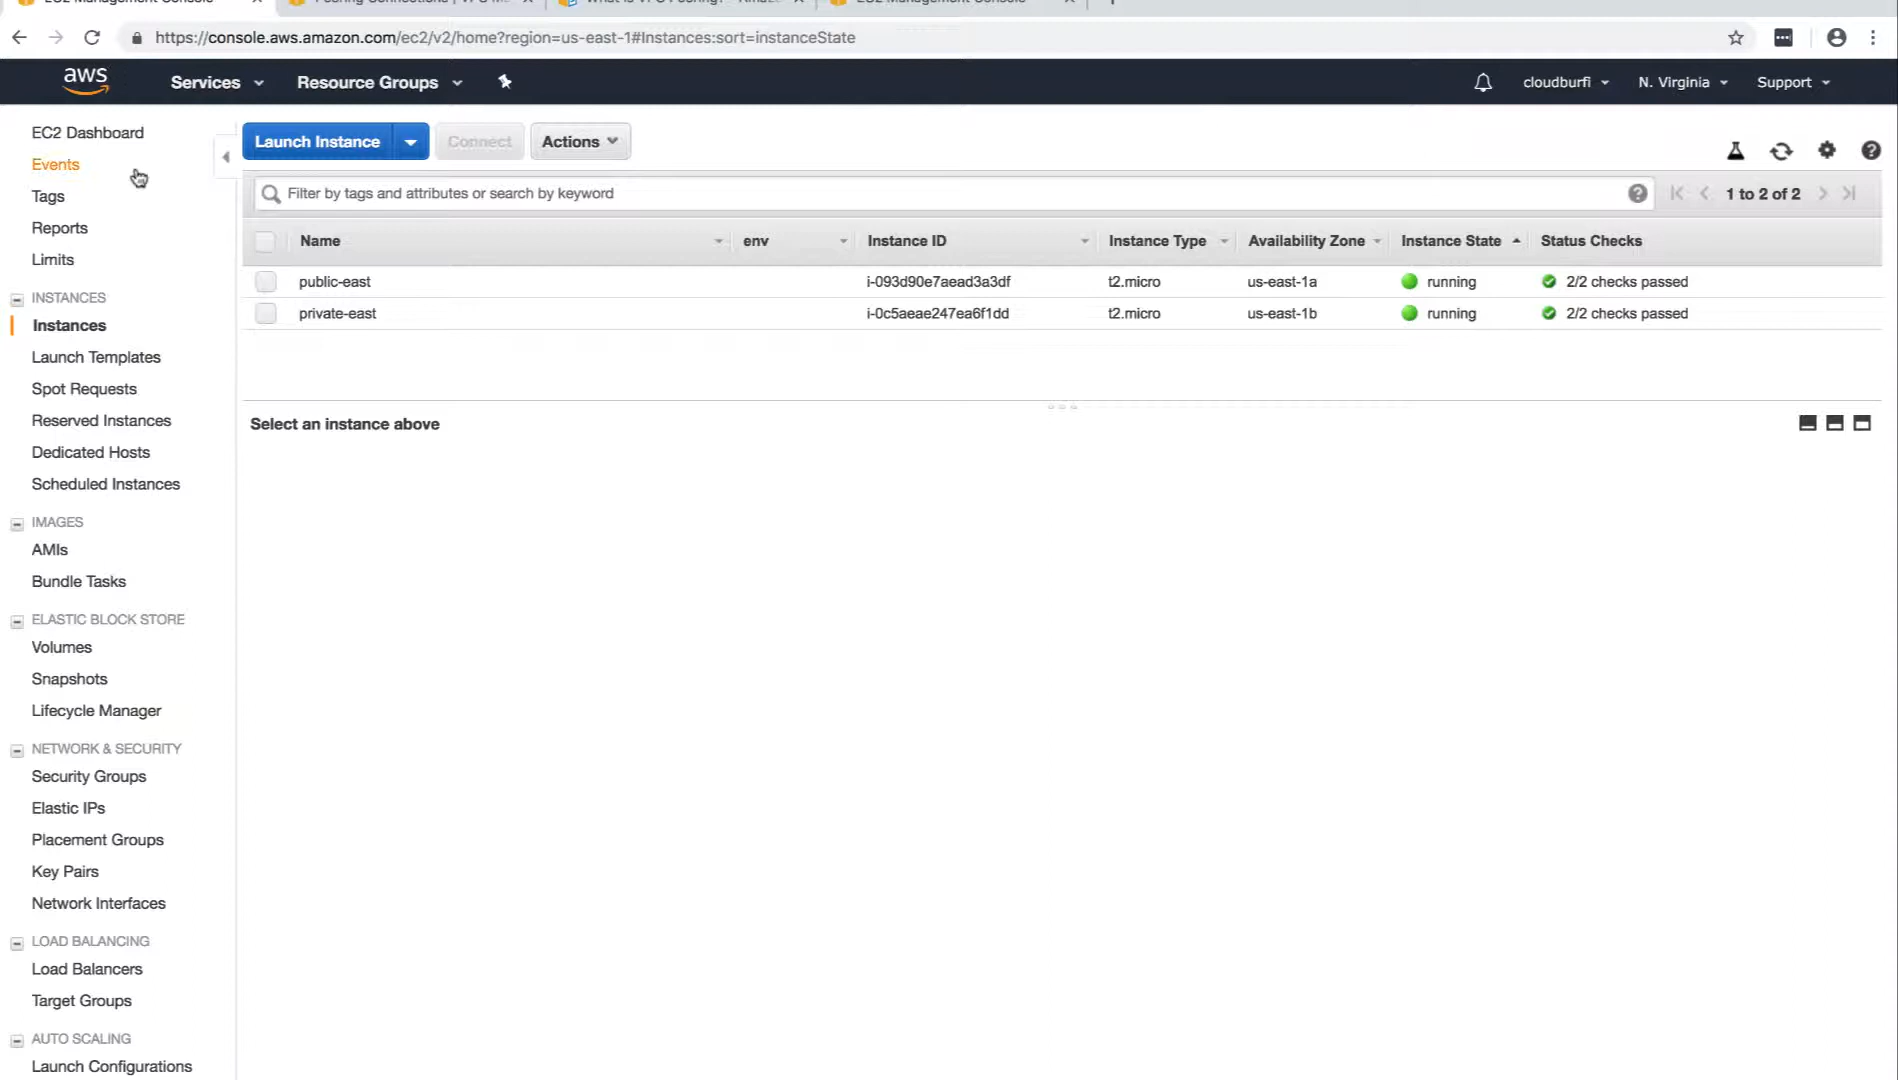 https://console.aws.amazon.com/ec2/v2/home?region=us-east-1#Instances:sort=instanceState
aws
Services
Resource Groups
cloudburfi
N. Virginia
Support
EC2 Dashboard
Events
Tags
Reports
Limits
INSTANCES
Instances
Launch Templates
Spot Requests
Reserved Instances
Dedicated Hosts
Scheduled Instances
IMAGES
AMIs
Bundle Tasks
ELASTIC BLOCK STORE
Volumes
Snapshots
Lifecycle Manager
NETWORK & SECURITY
Security Groups
Elastic IPs
Placement Groups
Key Pairs
Network Interfaces
LOAD BALANCING
Load Balancers
Target Groups
AUTO SCALING
Launch Configurations
Launch Instance
Connect
Actions
Filter by tags and attributes or search by keyword
1 to 2 of 2
Name env Instance ID Instance Type Availability Zone Instance State Status Checks
public-east i-093d90e7aead3a3df t2.micro us-east-1a running 2/2 checks passed
private-east i-0c5aeae247ea6f1dd t2.micro us-east-1b running 2/2 checks passed
Select an instance above